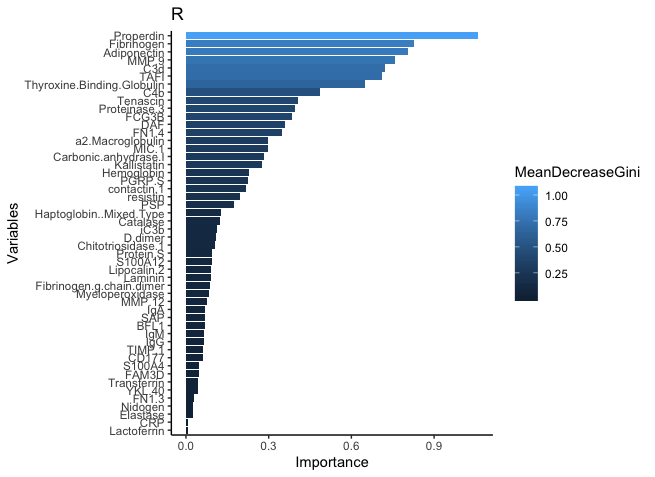 R
Properdin
Fibrinogen
Adiponectin
MMP.9
C3d
TAFI
Thyroxine.Binding.Globulin
C4b
Tenascin
Proteinase.3
FCG3B
DAF
FN1.4
a2.Macroglobulin
MIC.1
Carbonic.anhydrase.I
Kallistatin
Hemoglobin
PGRP.S
contactin.1
resistin
PSP
Haptoglobin..Mixed.Type
Catalase
iC3b
D.dimer
Chitotriosidase.1
Protein.S
S100A12
Lipocalin.2
Laminin
Fibrinogen.g.chain.dimer
Myeloperoxidase
MMP.12
IgA
SAP
BFL1
IgM
IgG
TIMP.1
CD177
S100A4
FAM3D
Transferrin
YKL.40
FN1.3
Nidogen
Elastase
CRP
Lactoferrin
Variables
0.0 0.3 0.6 0.9
Importance
MeanDecreaseGini
1.00
0.75
0.50
0.25